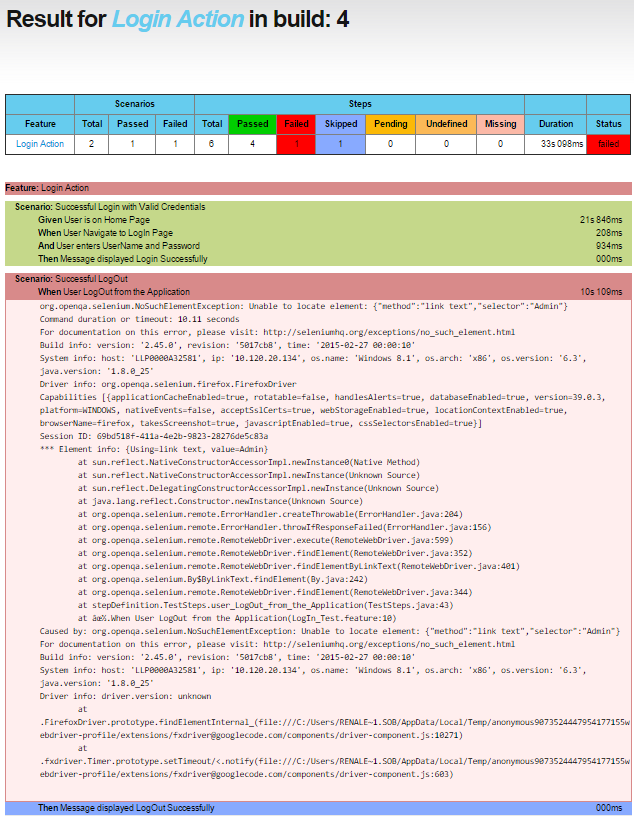 Result for Login Action in build: 4
Scenarios Steps
Feature Total Passed Failed Total Passed Failed Skipped Pending Undefined Missing Duration Status
Login Action 2 1 1 6 4 1 1 0 0 0 33s 098ms failed
Feature: Login Action
Scenario: Successful Login with Valid Credentials
Given User is on Home Page 21s 846ms
When User Navigate to LogIn Page 208ms
And User enters UserName and Password 934ms
Then Message displayed Login Successfully 000ms
Scenario: Successful LogOut
When User LogOut from the Application 10s 109ms
org.openqa.selenium.NoSuchElementException: Unable to locate element: {"method":"link text","selector":"Admin"}
Command duration or timeout: 10.11 seconds
For documentation on this error, please visit: http://seleniumhq.org/exceptions/no_such_element.html
Build info: version: '2.45.0', revision: '5017cb8', time: '2015-02-27 00:00:10'
System info: host: 'LLP0000A32581', ip: '10.120.20.134', os.name: 'Windows 8.1', os.arch: 'x86', os.version: '6.3',
java.version: '1.8.0_25'
Driver info: org.openqa.selenium.firefox.FirefoxDriver
Capabilities [{applicationCacheEnabled=true, rotatable=false, handlesAlerts=true, databaseEnabled=true, version=39.0.3,
platform=WINDOWS, nativeEvents=false, acceptSslCerts=true, webStorageEnabled=true, locationContextEnabled=true,
browserName=firefox, takesScreenshot=true, javascriptEnabled=true, cssSelectorsEnabled=true}]
Session ID: 69bd518f-411a-4e2b-9823-28276de5c83a
*** Element info: {Using=link text, value=Admin}
at sun.reflect.NativeConstructorAccessorImpl.newInstance0(Native Method)
at sun.reflect.NativeConstructorAccessorImpl.newInstance(Unknown Source)
at sun.reflect.DelegatingConstructorAccessorImpl.newInstance(Unknown Source)
at java.lang.reflect.Constructor.newInstance(Unknown Source)
at org.openqa.selenium.remote.ErrorHandler.createThrowable(ErrorHandler.java:204)
at org.openqa.selenium.remote.ErrorHandler.throwIfResponseFailed(ErrorHandler.java:156)
at org.openqa.selenium.remote.RemoteWebDriver.execute(RemoteWebDriver.java:599)
at org.openqa.selenium.remote.RemoteWebDriver.findElement(RemoteWebDriver.java:352)
at org.openqa.selenium.remote.RemoteWebDriver.findElementByLinkText(RemoteWebDriver.java:401)
at org.openqa.selenium.By$ByLinkText.findElement(By.java:242)
at org.openqa.selenium.remote.RemoteWebDriver.findElement(RemoteWebDriver.java:344)
at stepDefinition.TestSteps.user_LogOut_from_the_Application(TestSteps.java:43)
at âœ½.When User LogOut from the Application(LogIn_Test.feature:10)
Caused by: org.openqa.selenium.NoSuchElementException: Unable to locate element: {"method":"link text","selector":"Admin"}
For documentation on this error, please visit: http://seleniumhq.org/exceptions/no_such_element.html
Build info: version: '2.45.0', revision: '5017cb8', time: '2015-02-27 00:00:10'
System info: host: 'LLP0000A32581', ip: '10.120.20.134', os.name: 'Windows 8.1', os.arch: 'x86', os.version: '6.3',
java.version: '1.8.0_25'
Driver info: driver.version: unknown
at
.FirefoxDriver.prototype.findElementInternal_(file:///C:/Users/RENALE~1.SOB/AppData/Local/Temp/anonymous9073524447954177155w
ebdriver-profile/extensions/fxdriver@googlecode.com/components/driver-component.js:10271)
at
.fxdriver.Timer.prototype.setTimeout/<.notify(file:///C:/Users/RENALE~1.SOB/AppData/Local/Temp/anonymous9073524447954177155w
ebdriver-profile/extensions/fxdriver@googlecode.com/components/driver-component.js:603)
Then Message displayed LogOut Successfully 000ms